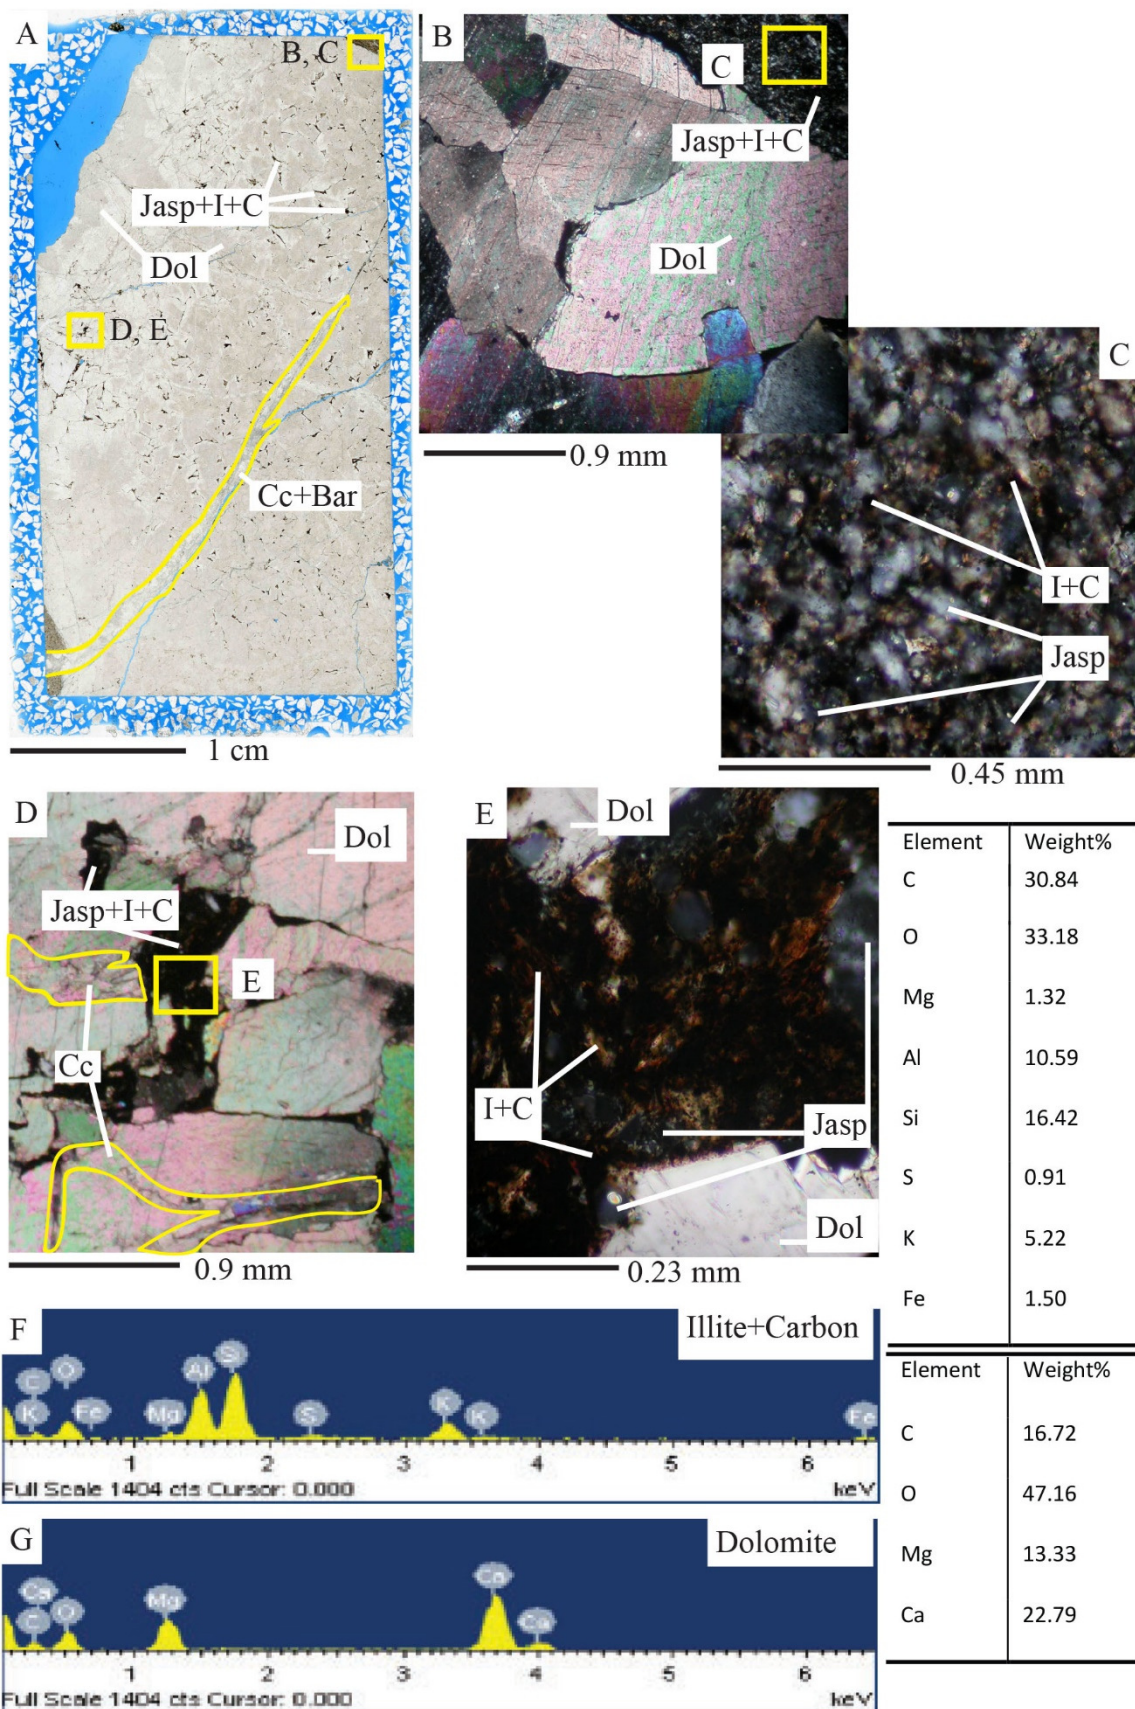 A
B, C
Jasp+I+C
Dol
D, E
Cc+Bar
1 cm
B
C
Jasp+I+C
Dol
0.9 mm
C
I+C
Jasp
0.45 mm
D
Dol
Jasp+I+C
E
Cc
0.9 mm
E
Dol
I+C
Jasp
Dol
0.23 mm
Element Weight%
C 30.84
O 33.18
Mg 1.32
Al 10.59
Si 16.42
S 0.91
K 5.22
Fe 1.50
F
Illite+Carbon
C O Al Si K
K Fe Mg S K Fe
1 2 3 4 5 6
Full Scale 1404 cts Cursor: 0.000 keV
Element Weight%
C 16.72
O 47.16
Mg 13.33
Ca 22.79
G
Dolomite
Ca Mg Ca
C O Ca
1 2 3 4 5 6
Full Scale 1404 cts Cursor: 0.000 keV